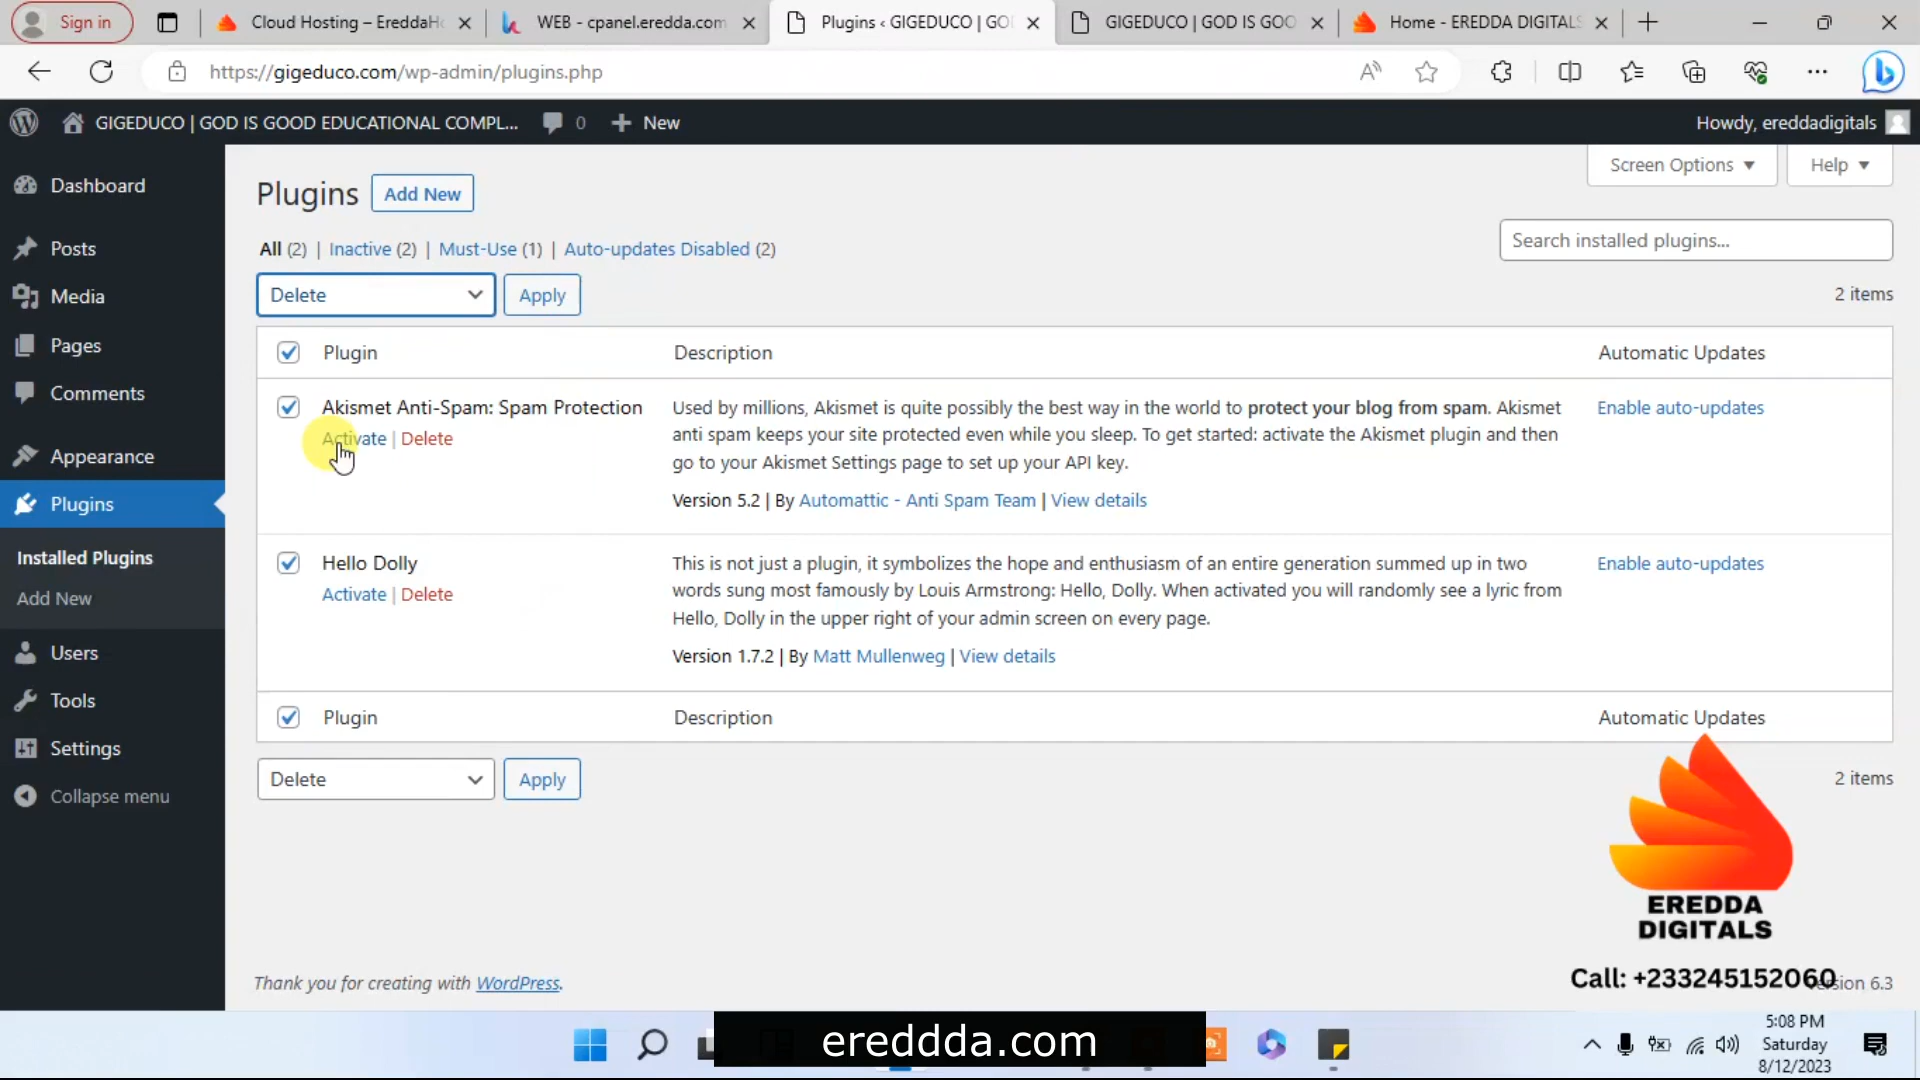 Sign in
Cloud Hosting – EreddaHo
WEB - cpanel.eredda.com
Plugins ‹ GIGEDUCO | GO
GIGEDUCO | GOD IS GOO
Home - EREDDA DIGITALS
https://gigeduco.com/wp-admin/plugins.php
GIGEDUCO | GOD IS GOOD EDUCATIONAL COMPL...
0
New
Howdy, ereddadigitals
Dashboard
Posts
Media
Pages
Comments
Appearance
Plugins
Installed Plugins
Add New
Users
Tools
Settings
Collapse menu
Screen Options
Help
Plugins
Add New
All (2) | Inactive (2) | Must-Use (1) | Auto-updates Disabled (2)
Search installed plugins...
Delete
Apply
2 items
Plugin
Description
Automatic Updates
Akismet Anti-Spam: Spam Protection
Activate | Delete
Used by millions, Akismet is quite possibly the best way in the world to protect your blog from spam. Akismet
anti spam keeps your site protected even while you sleep. To get started: activate the Akismet plugin and then
go to your Akismet Settings page to set up your API key.
Version 5.2 | By Automattic - Anti Spam Team | View details
Enable auto-updates
Hello Dolly
Activate | Delete
This is not just a plugin, it symbolizes the hope and enthusiasm of an entire generation summed up in two
words sung most famously by Louis Armstrong: Hello, Dolly. When activated you will randomly see a lyric from
Hello, Dolly in the upper right of your admin screen on every page.
Version 1.7.2 | By Matt Mullenweg | View details
Enable auto-updates
Plugin
Description
Automatic Updates
Delete
Apply
2 items
EREDDA
DIGITALS
Thank you for creating with WordPress.
Call: +233245152060
rsion 6.3
ereddda.com
5:08 PM
Saturday
8/12/2023